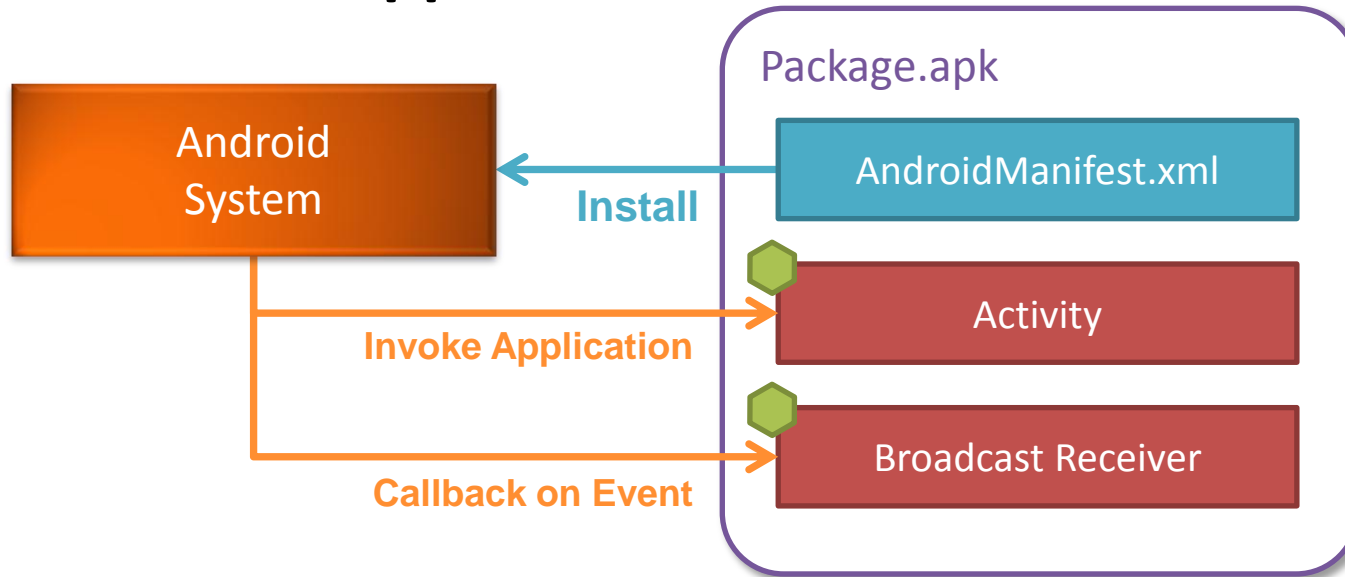 Package.apk
Android
System
AndroidManifest.xml
Install
Activity
Invoke Application
Broadcast Receiver
Callback on Event